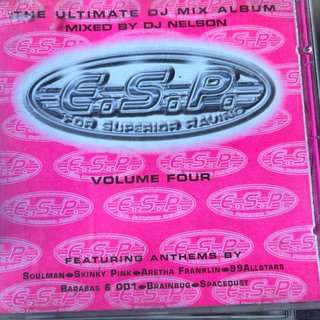 THE ULTIMATE DJ MIX ALBUM
MIXED BY DJ NELSON
E.S.P.
FOR SUPERIOR RAVING
VOLUME FOUR
FEATURING ANTHEMS BY
SOULMAN SKINKY PINK ARETHA FRANKLIN 99ALLSTARS
BARABAS & OD1 BRAINBUG SPACEDUST